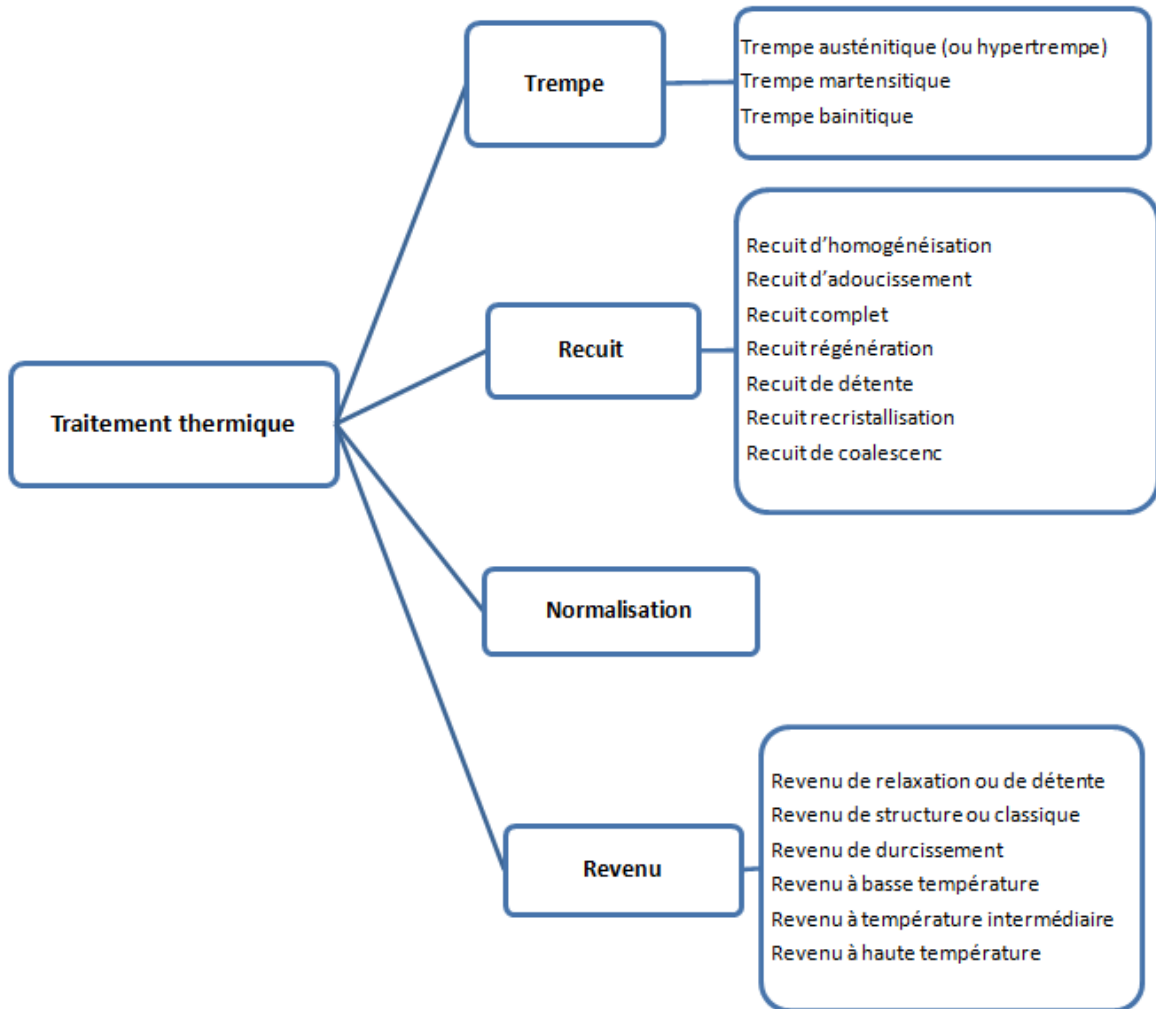 Traitement thermique
Trempe
Trempe austénitique (ou hypertrempe)
Trempe martensitique
Trempe bainitique
Recuit
Recuit d’homogénéisation
Recuit d’adoucissement
Recuit complet
Recuit régénération
Recuit de détente
Recuit recristallisation
Recuit de coalescenc
Normalisation
Revenu
Revenu de relaxation ou de détente
Revenu de structure ou classique
Revenu de durcissement
Revenu à basse température
Revenu à température intermédiaire
Revenu à haute température